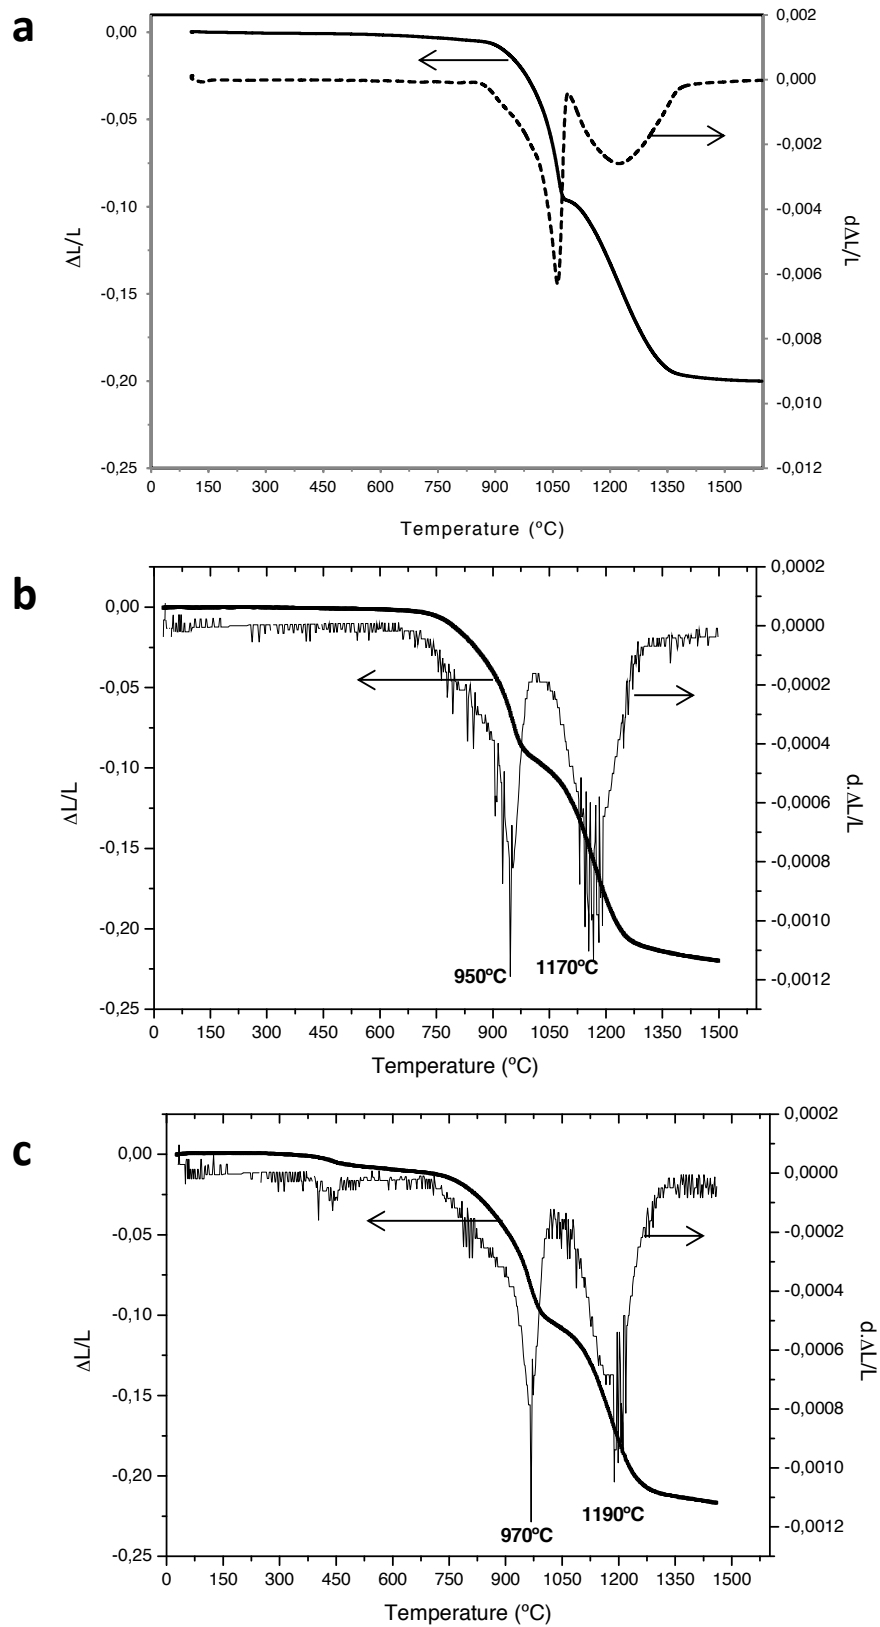 a
0,00
-0,05
-0,10
-0,15
-0,20
-0,25
ΔL/L
0,002
0,000
-0,002
-0,004
-0,006
-0,008
-0,010
-0,012
dΔL/L
0 150 300 450 600 750 900 1050 1200 1350 1500
Temperature (ºC)
b
0,00
-0,05
-0,10
-0,15
-0,20
-0,25
ΔL/L
0,0002
0,0000
-0,0002
-0,0004
-0,0006
-0,0008
-0,0010
-0,0012
d.ΔL/L
950ºC
1170ºC
0 150 300 450 600 750 900 1050 1200 1350 1500
Temperature (ºC)
c
0,00
-0,05
-0,10
-0,15
-0,20
-0,25
ΔL/L
0,0002
0,0000
-0,0002
-0,0004
-0,0006
-0,0008
-0,0010
-0,0012
d.ΔL/L
970ºC
1190ºC
0 150 300 450 600 750 900 1050 1200 1350 1500
Temperature (ºC)